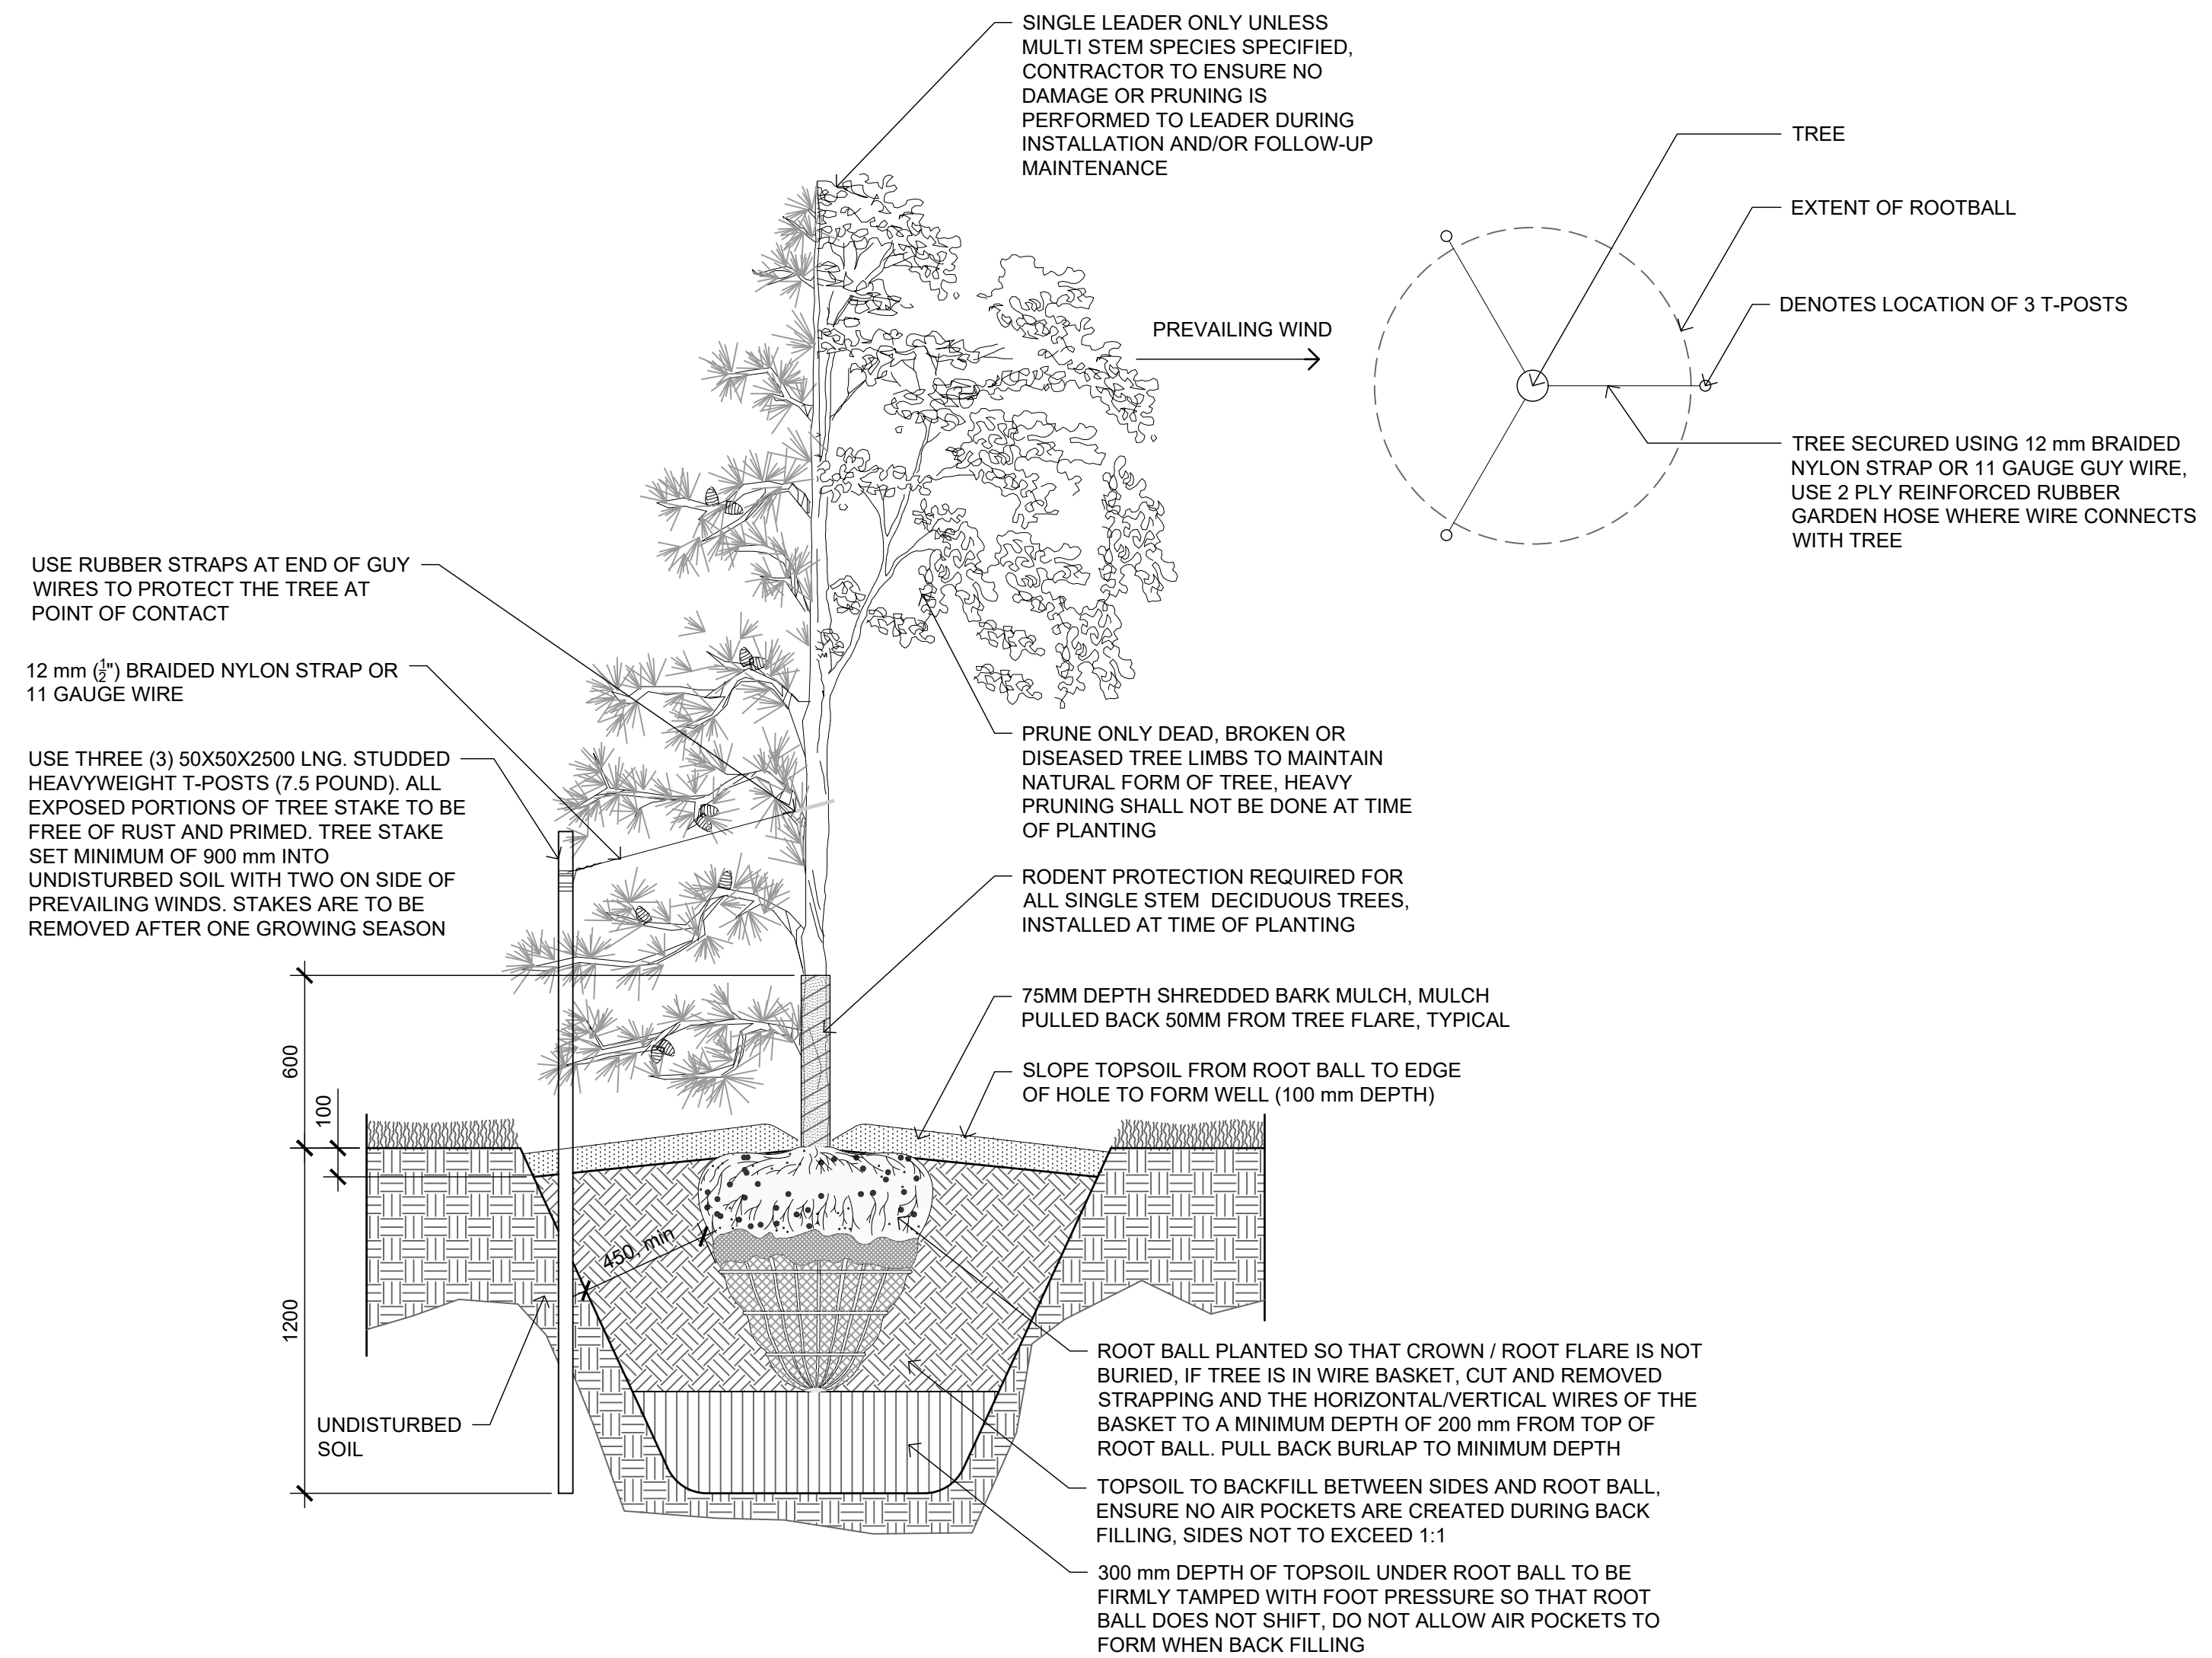 SINGLE LEADER ONLY UNLESS
MULTI STEM SPECIES SPECIFIED,
CONTRACTOR TO ENSURE NO
DAMAGE OR PRUNING IS
PERFORMED TO LEADER DURING
INSTALLATION AND/OR FOLLOW-UP
MAINTENANCE
TREE
EXTENT OF ROOTBALL
DENOTES LOCATION OF 3 T-POSTS
PREVAILING WIND
TREE SECURED USING 12 mm BRAIDED
NYLON STRAP OR 11 GAUGE GUY WIRE,
USE 2 PLY REINFORCED RUBBER
GARDEN HOSE WHERE WIRE CONNECTS
WITH TREE
USE RUBBER STRAPS AT END OF GUY
WIRES TO PROTECT THE TREE AT
POINT OF CONTACT
12 mm (½") BRAIDED NYLON STRAP OR
11 GAUGE WIRE
USE THREE (3) 50X50X2500 LNG. STUDDED
HEAVYWEIGHT T-POSTS (7.5 POUND). ALL
EXPOSED PORTIONS OF TREE STAKE TO BE
FREE OF RUST AND PRIMED. TREE STAKE
SET MINIMUM OF 900 mm INTO
UNDISTURBED SOIL WITH TWO ON SIDE OF
PREVAILING WINDS. STAKES ARE TO BE
REMOVED AFTER ONE GROWING SEASON
PRUNE ONLY DEAD, BROKEN OR
DISEASED TREE LIMBS TO MAINTAIN
NATURAL FORM OF TREE, HEAVY
PRUNING SHALL NOT BE DONE AT TIME
OF PLANTING
RODENT PROTECTION REQUIRED FOR
ALL SINGLE STEM DECIDUOUS TREES,
INSTALLED AT TIME OF PLANTING
75MM DEPTH SHREDDED BARK MULCH, MULCH
PULLED BACK 50MM FROM TREE FLARE, TYPICAL
SLOPE TOPSOIL FROM ROOT BALL TO EDGE
OF HOLE TO FORM WELL (100 mm DEPTH)
600
100
450, min
1200
UNDISTURBED
SOIL
ROOT BALL PLANTED SO THAT CROWN / ROOT FLARE IS NOT
BURIED, IF TREE IS IN WIRE BASKET, CUT AND REMOVED
STRAPPING AND THE HORIZONTAL/VERTICAL WIRES OF THE
BASKET TO A MINIMUM DEPTH OF 200 mm FROM TOP OF
ROOT BALL. PULL BACK BURLAP TO MINIMUM DEPTH
TOPSOIL TO BACKFILL BETWEEN SIDES AND ROOT BALL,
ENSURE NO AIR POCKETS ARE CREATED DURING BACK
FILLING, SIDES NOT TO EXCEED 1:1
300 mm DEPTH OF TOPSOIL UNDER ROOT BALL TO BE
FIRMLY TAMPED WITH FOOT PRESSURE SO THAT ROOT
BALL DOES NOT SHIFT, DO NOT ALLOW AIR POCKETS TO
FORM WHEN BACK FILLING